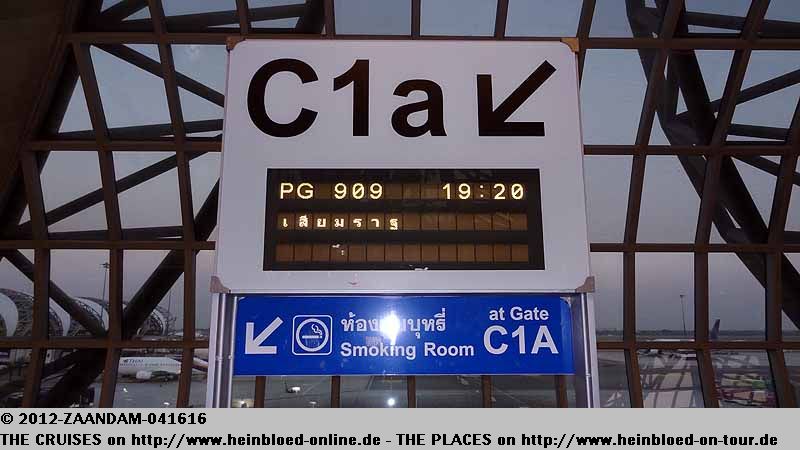 C1a
PG 909 19:20
เสียมราฐ
ห้อง บุหรี่
Smoking Room
at Gate
C1A
THAI
© 2012-ZAANDAM-041616
THE CRUISES on http://www.heinbloed-online.de - THE PLACES on http://www.heinbloed-on-tour.de